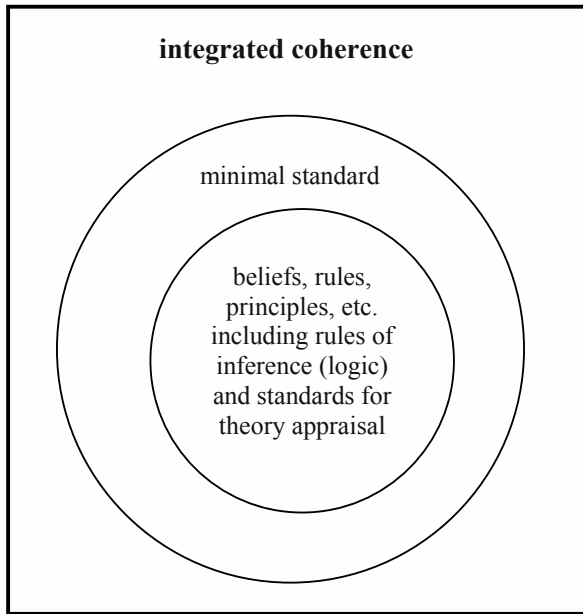 integrated coherence
minimal standard
beliefs, rules,
principles, etc.
including rules of
inference (logic)
and standards for
theory appraisal